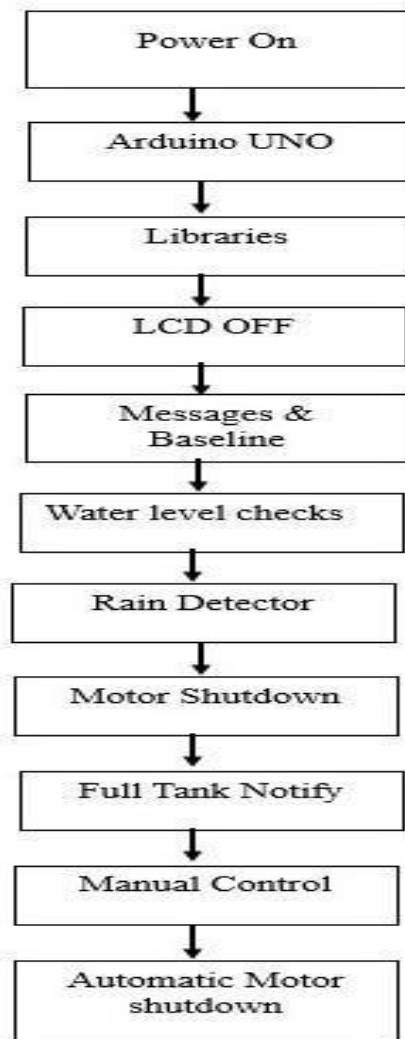 Power On
Arduino UNO
Libraries
LCD OFF
Messages &
Baseline
Water level checks
Rain Detector
Motor Shutdown
Full Tank Notify
Manual Control
Automatic Motor
shutdown